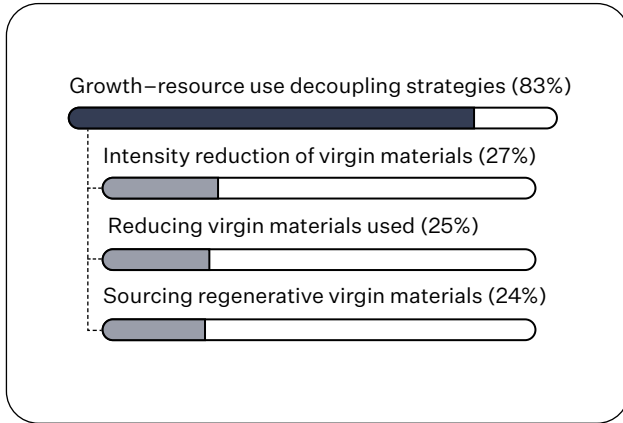 Growth–resource use decoupling strategies (83%)
Intensity reduction of virgin materials (27%)
Reducing virgin materials used (25%)
Sourcing regenerative virgin materials (24%)